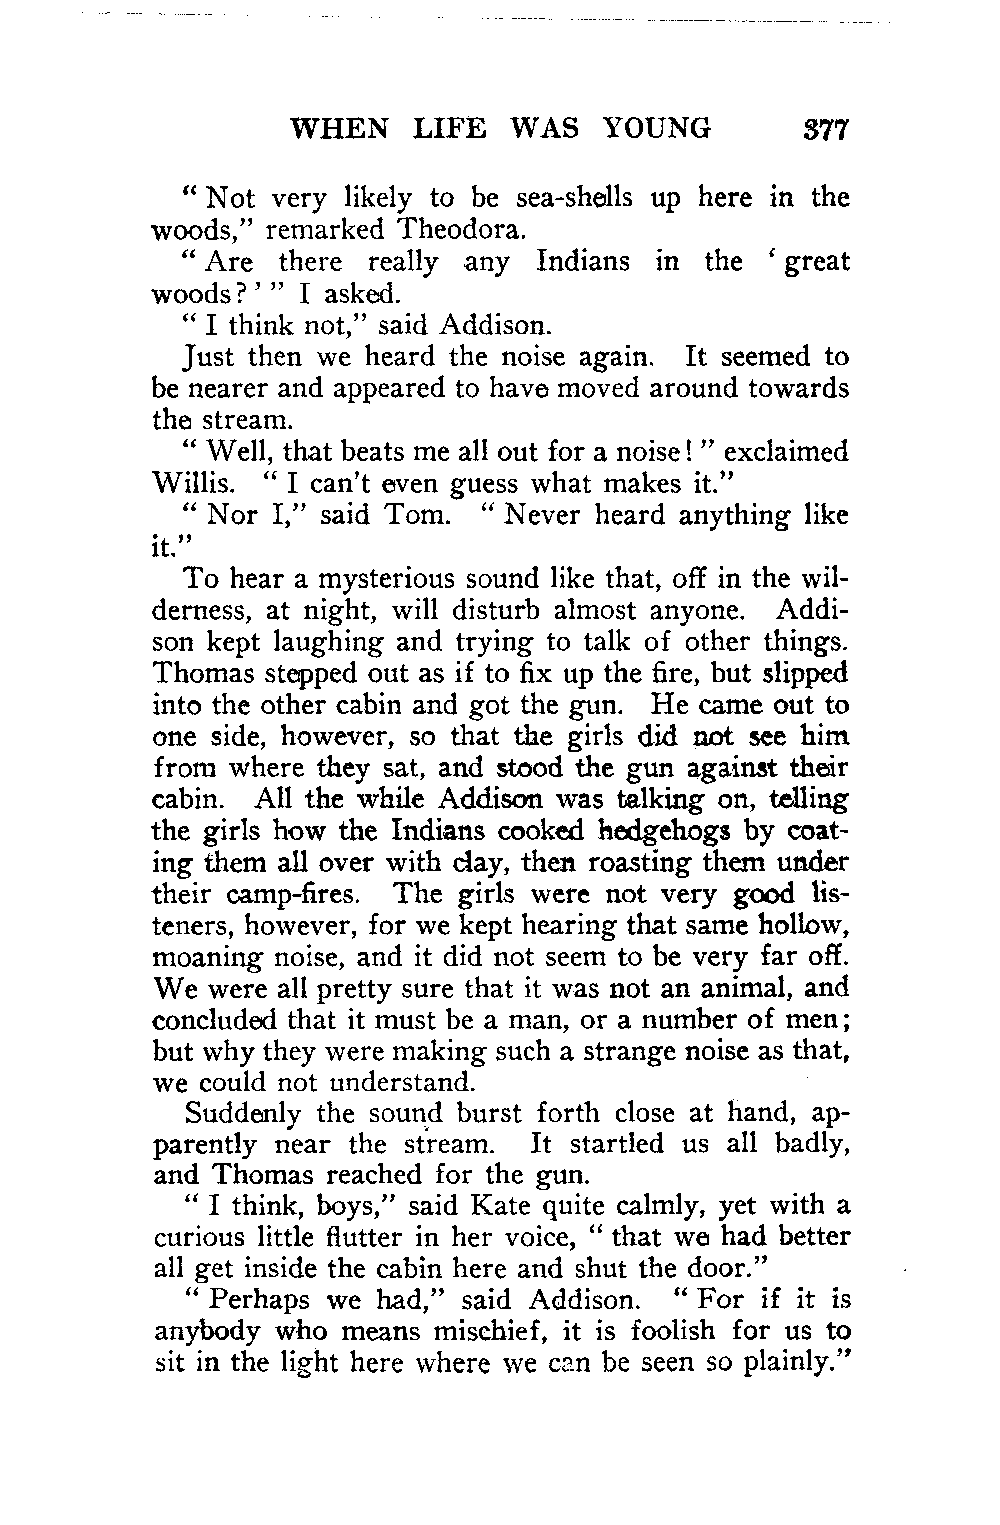 WHEN LIFE WAS YOUNG 377
“ Not very likely to be sea-shells up here in the
woods,” remarked Theodora.
“ Are there really any Indians in the ‘ great
woods? ’ ” I asked.
“ I think not,” said Addison.
Just then we heard the noise again. It seemed to
be nearer and appeared to have moved around towards
the stream.
“ Well, that beats me all out for a noise! ” exclaimed
Willis. “ I can't even guess what makes it.”
“ Nor I,” said Tom. “ Never heard anything like
it.”
To hear a mysterious sound like that, off in the wil-
derness, at night, will disturb almost anyone. Addi-
son kept laughing and trying to talk of other things.
Thomas stepped out as if to fix up the fire, but slipped
into the other cabin and got the gun. He came out to
one side, however, so that the girls did not see him
from where they sat, and stood the gun against their
cabin. All the while Addison was talking on, telling
the girls how the Indians cooked hedgehogs by coat-
ing them all over with clay, then roasting them under
their camp-fires. The girls were not very good lis-
teners, however, for we kept hearing that same hollow,
moaning noise, and it did not seem to be very far off.
We were all pretty sure that it was not an animal, and
concluded that it must be a man, or a number of men;
but why they were making such a strange noise as that,
we could not understand.
Suddenly the sound burst forth close at hand, ap-
parently near the stream. It startled us all badly,
and Thomas reached for the gun.
“ I think, boys,” said Kate quite calmly, yet with a
curious little flutter in her voice, “ that we had better
all get inside the cabin here and shut the door.”
“ Perhaps we had,” said Addison. “ For if it is
anybody who means mischief, it is foolish for us to
sit in the light here where we can be seen so plainly.”